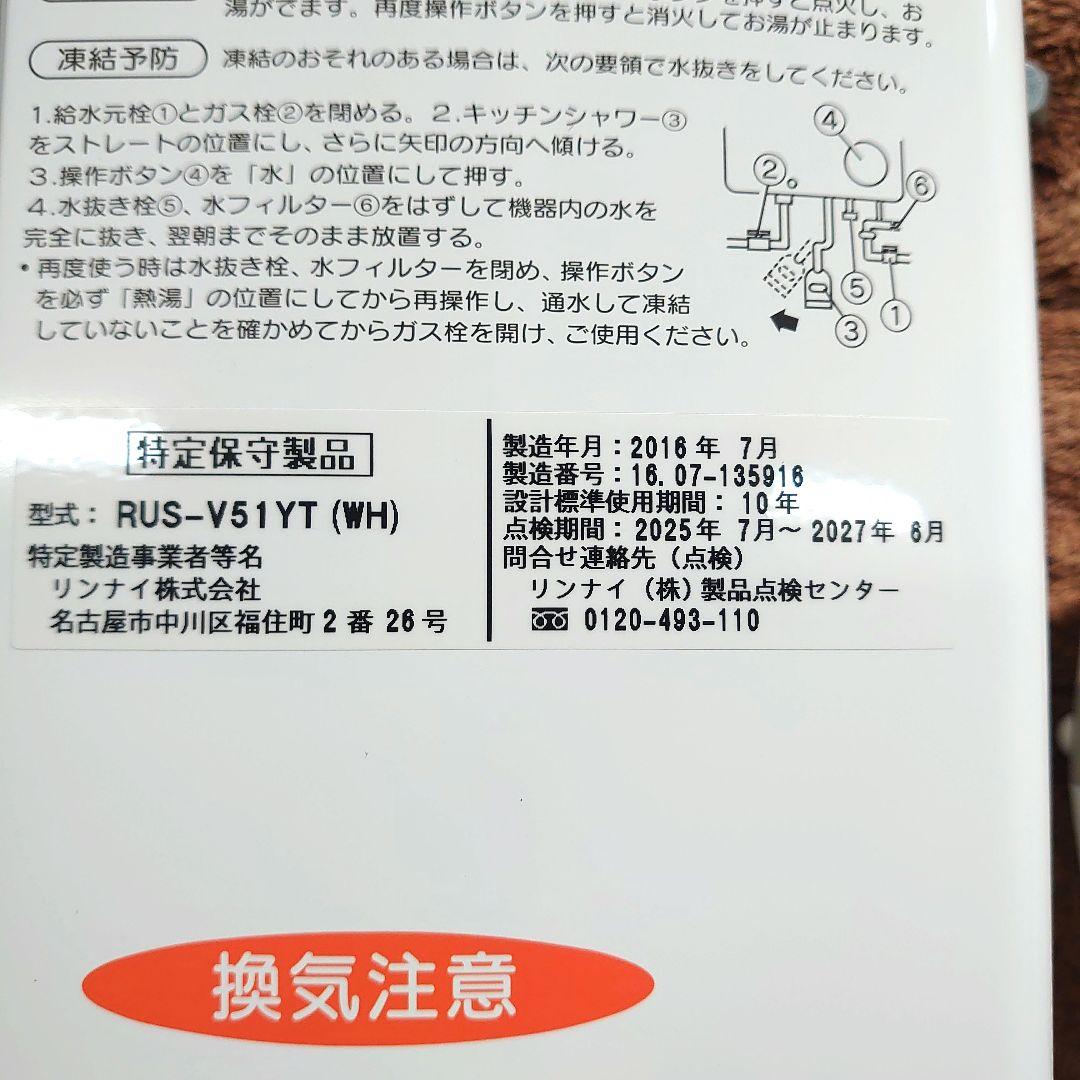 湯がでます。再度操作ボタンを押すと消火してお湯が止まります。
凍結予防 凍結のおそれのある場合は、次の要領で水抜きをしてください。
1.給水元栓①とガス栓②を閉める。2.キッチンシャワー③
をストレートの位置にし、さらに矢印の方向へ傾ける。
3.操作ボタン④を「水」の位置にして押す。
4.水抜き栓⑤、水フィルター⑥をはずして機器内の水を
完全に抜き、翌朝までそのまま放置する。
・再度使う時は水抜き栓、水フィルターを閉め、操作ボタン
を必ず「熱湯」の位置にしてから再操作し、通水して凍結
していないことを確かめてからガス栓を開け、ご使用ください。
④
②
⑥
⑤
①
③
特定保守製品
型式：RUS-V51YT(WH)
特定製造事業者等名
リンナイ株式会社
名古屋市中川区福住町2番26号
製造年月：2016年 7月
製造番号：16.07-135916
設計標準使用期間：10年
点検期間：2025年 7月～2027年 6月
問合せ連絡先（点検）
リンナイ（株）製品点検センター
0120-493-110
換気注意